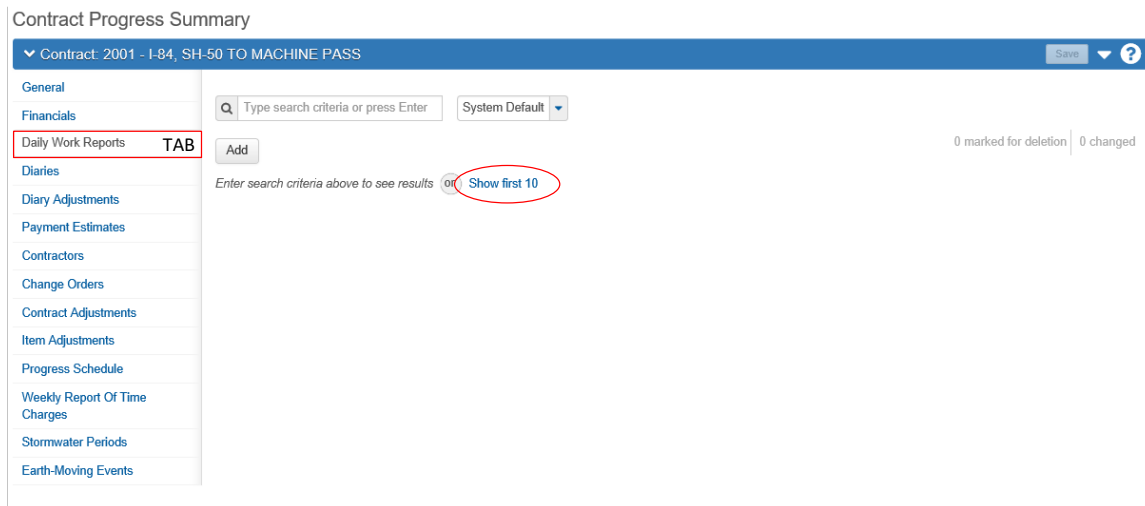 Contract Progress Summary
Contract: 2001 - I-84, SH-50 TO MACHINE PASS
Save
?
General
Financials
Daily Work Reports TAB
Diaries
Diary Adjustments
Payment Estimates
Contractors
Change Orders
Contract Adjustments
Item Adjustments
Progress Schedule
Weekly Report Of Time
Charges
Stormwater Periods
Earth-Moving Events
Type search criteria or press Enter
System Default
Add
0 marked for deletion
0 changed
Enter search criteria above to see results or Show first 10